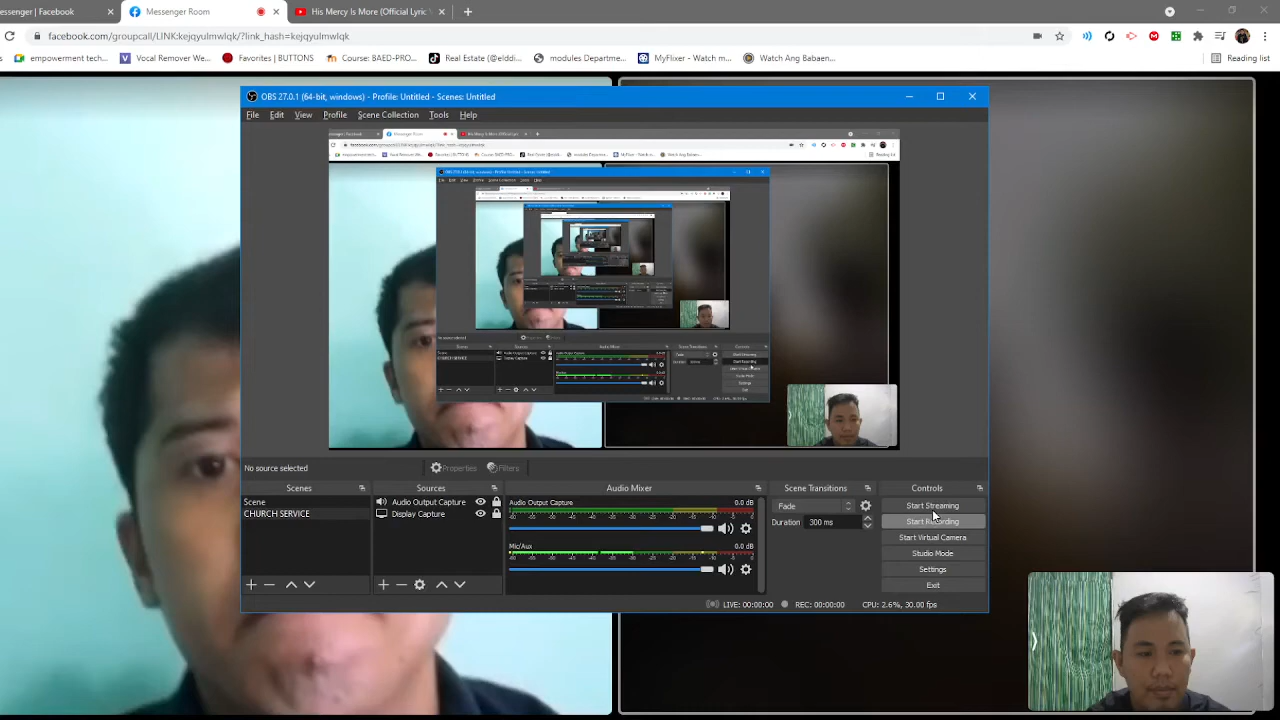 nessenger | Facebook
Messenger Room
His Mercy Is More (Official Lyric
facebook.com/groupcall/LINK:kejqyulmwlqk/?link_hash=kejqyulmwlqk
empowerment tech...
Vocal Remover We...
Favorites | BUTTONS
Course: BAED-PRO...
Real Estate (@elddi...
modules Departme...
MyFlixer - Watch m...
Watch Ang Babaen...
Reading list
OBS 27.0.1 (64-bit, windows) - Profile: Untitled - Scenes: Untitled
File Edit View Profile Scene Collection Tools Help
No source selected
Properties
Filters
Scenes
Sources
Audio Mixer
Scene Transitions
Controls
Scene
CHURCH SERVICE
Audio Output Capture
Display Capture
Audio Output Capture
0.0 dB
Mic/Aux
0.0 dB
Fade
Duration 300 ms
Start Streaming
Start Recording
Start Virtual Camera
Studio Mode
Settings
Exit
LIVE: 00:00:00
REC: 00:00:00
CPU: 2.6%, 30.00 fps